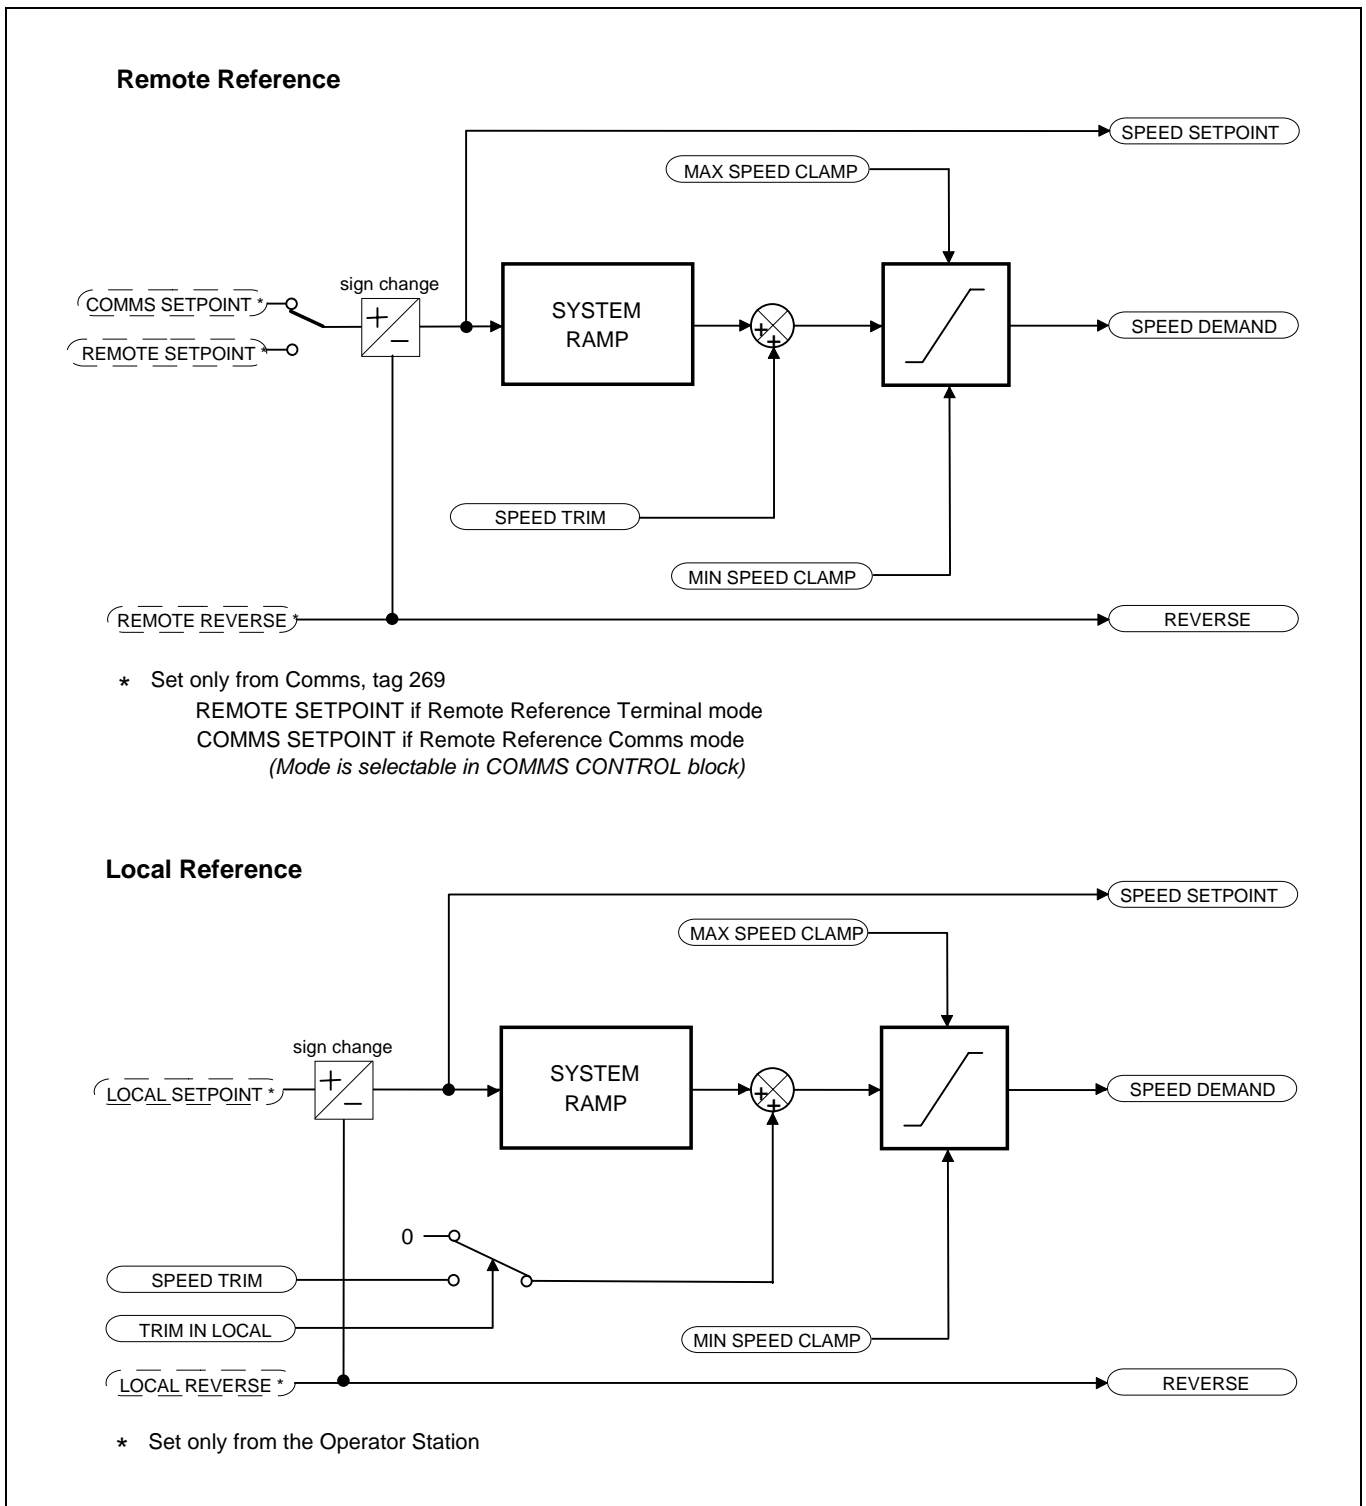 Remote Reference
SPEED SETPOINT
MAX SPEED CLAMP
sign change
COMMS SETPOINT *
+
−
SYSTEM
RAMP
+
+
SPEED DEMAND
REMOTE SETPOINT *
SPEED TRIM
MIN SPEED CLAMP
REMOTE REVERSE *
REVERSE
* Set only from Comms, tag 269
REMOTE SETPOINT if Remote Reference Terminal mode
COMMS SETPOINT if Remote Reference Comms mode
(Mode is selectable in COMMS CONTROL block)
Local Reference
SPEED SETPOINT
MAX SPEED CLAMP
sign change
LOCAL SETPOINT *
+
−
SYSTEM
RAMP
+
+
SPEED DEMAND
0
SPEED TRIM
TRIM IN LOCAL
MIN SPEED CLAMP
LOCAL REVERSE *
REVERSE
* Set only from the Operator Station